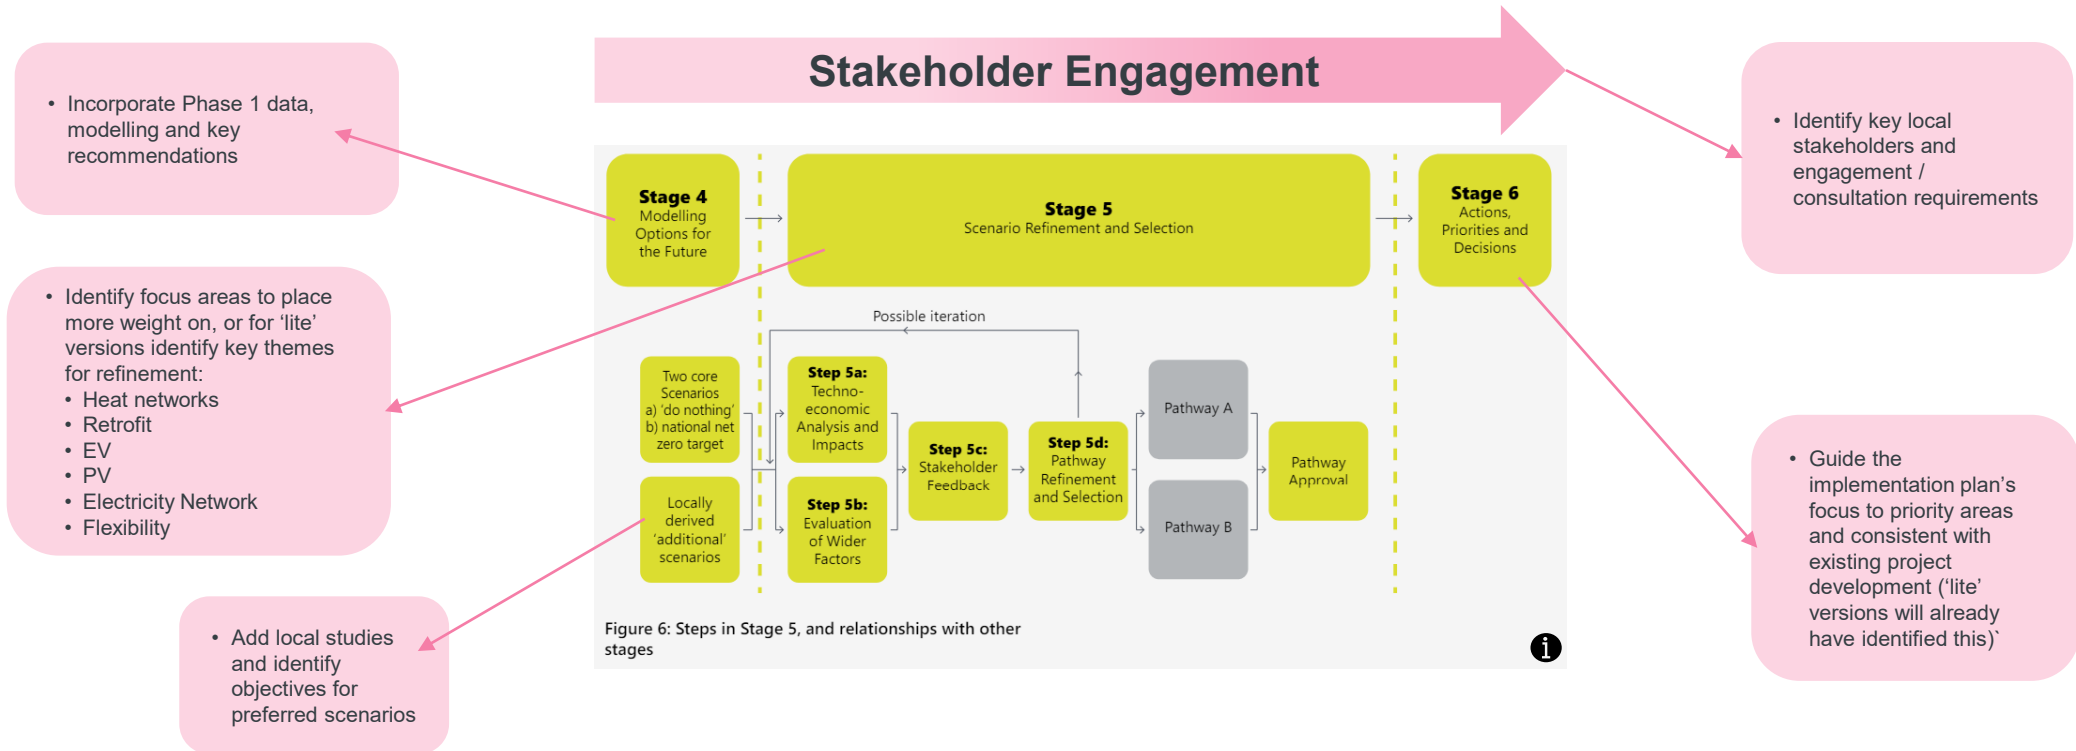 Stakeholder Engagement
• Incorporate Phase 1 data,
modelling and key
recommendations
• Identify focus areas to place
more weight on, or for ‘lite’
versions identify key themes
for refinement:
• Heat networks
• Retrofit
• EV
• PV
• Electricity Network
• Flexibility
• Add local studies
and identify
objectives for
preferred scenarios
Stage 4
Modelling
Options for
the Future
Stage 5
Scenario Refinement and Selection
Stage 6
Actions,
Priorities and
Decisions
Possible iteration
Two core
Scenarios
a) ‘do nothing’
b) national net
zero target
Locally
derived
‘additional’
scenarios
Step 5a:
Techno-
economic
Analysis and
Impacts
Step 5b:
Evaluation
of Wider
Factors
Step 5c:
Stakeholder
Feedback
Step 5d:
Pathway
Refinement
and Selection
Pathway A
Pathway B
Pathway
Approval
Figure 6: Steps in Stage 5, and relationships with other
stages
i
• Identify key local
stakeholders and
engagement /
consultation requirements
• Guide the
implementation plan’s
focus to priority areas
and consistent with
existing project
development (‘lite’
versions will already
have identified this)`